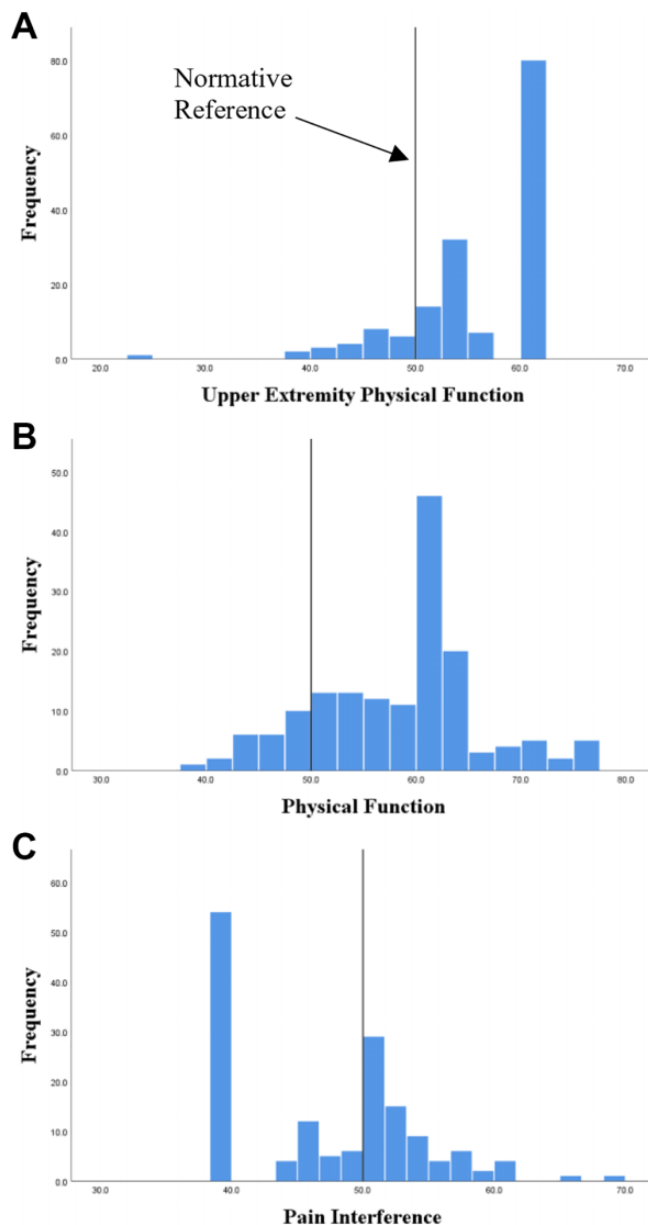 A
Normative
Reference
Frequency
80.0
60.0
40.0
20.0
0.0
20.0 30.0 40.0 50.0 60.0 70.0
Upper Extremity Physical Function
B
Frequency
50.0
40.0
30.0
20.0
10.0
0.0
30.0 40.0 50.0 60.0 70.0 80.0
Physical Function
C
Frequency
60.0
50.0
40.0
30.0
20.0
10.0
0.0
30.0 40.0 50.0 60.0 70.0
Pain Interference